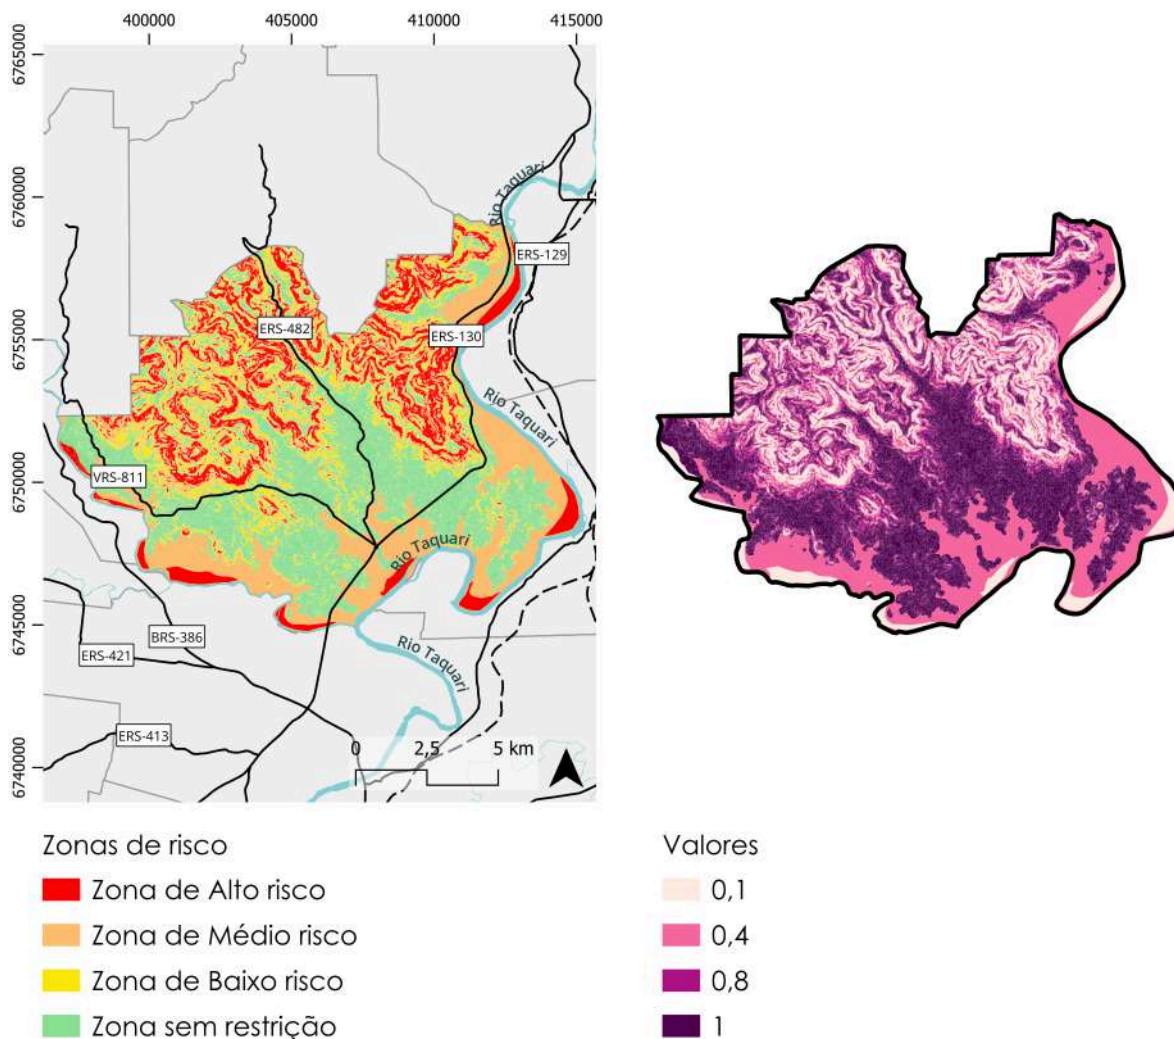 400000 405000 410000 415000
6765000
6760000
6755000
6750000
6745000
6740000
Rio Taquari
ERS-129
ERS-482
ERS-130
Rio Taquari
VRS-811
Rio Taquari
BRS-386
ERS-421
Rio Taquari
ERS-413
0 2,5 5 km
Zonas de risco
Zona de Alto risco
Zona de Médio risco
Zona de Baixo risco
Zona sem restrição
Valores
0,1
0,4
0,8
1